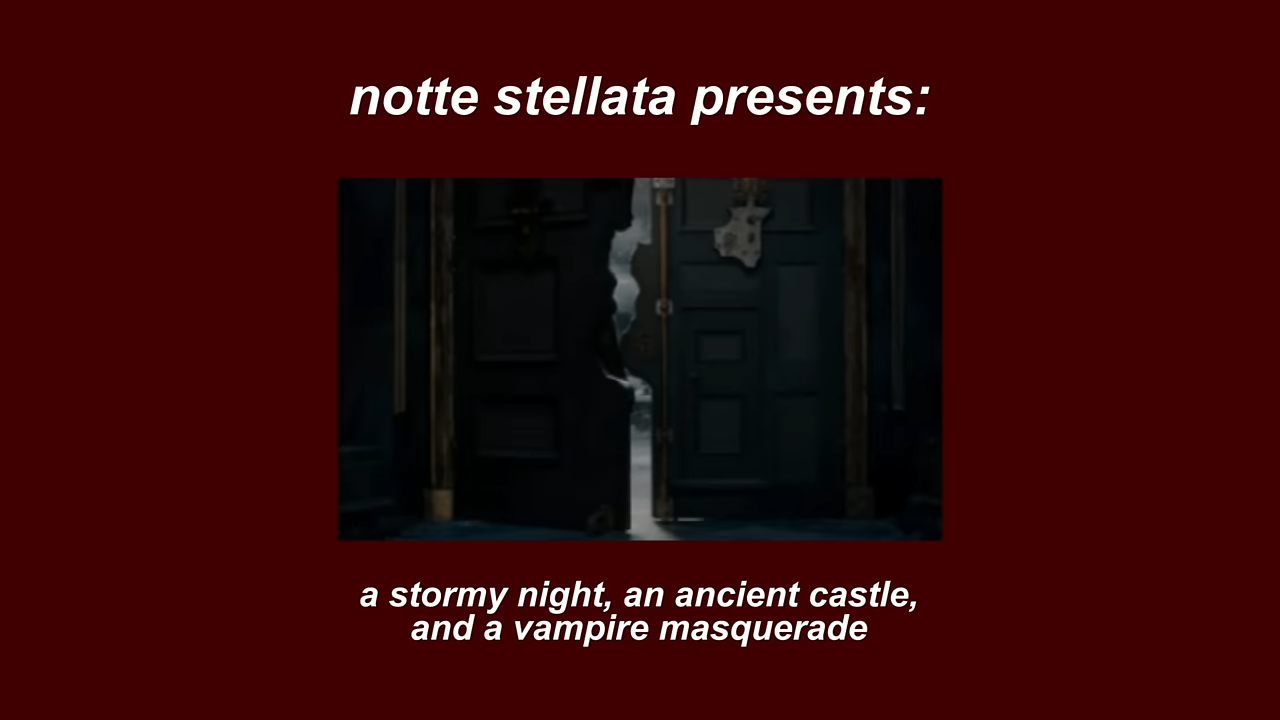 notte stellata presents:
a stormy night, an ancient castle,
and a vampire masquerade